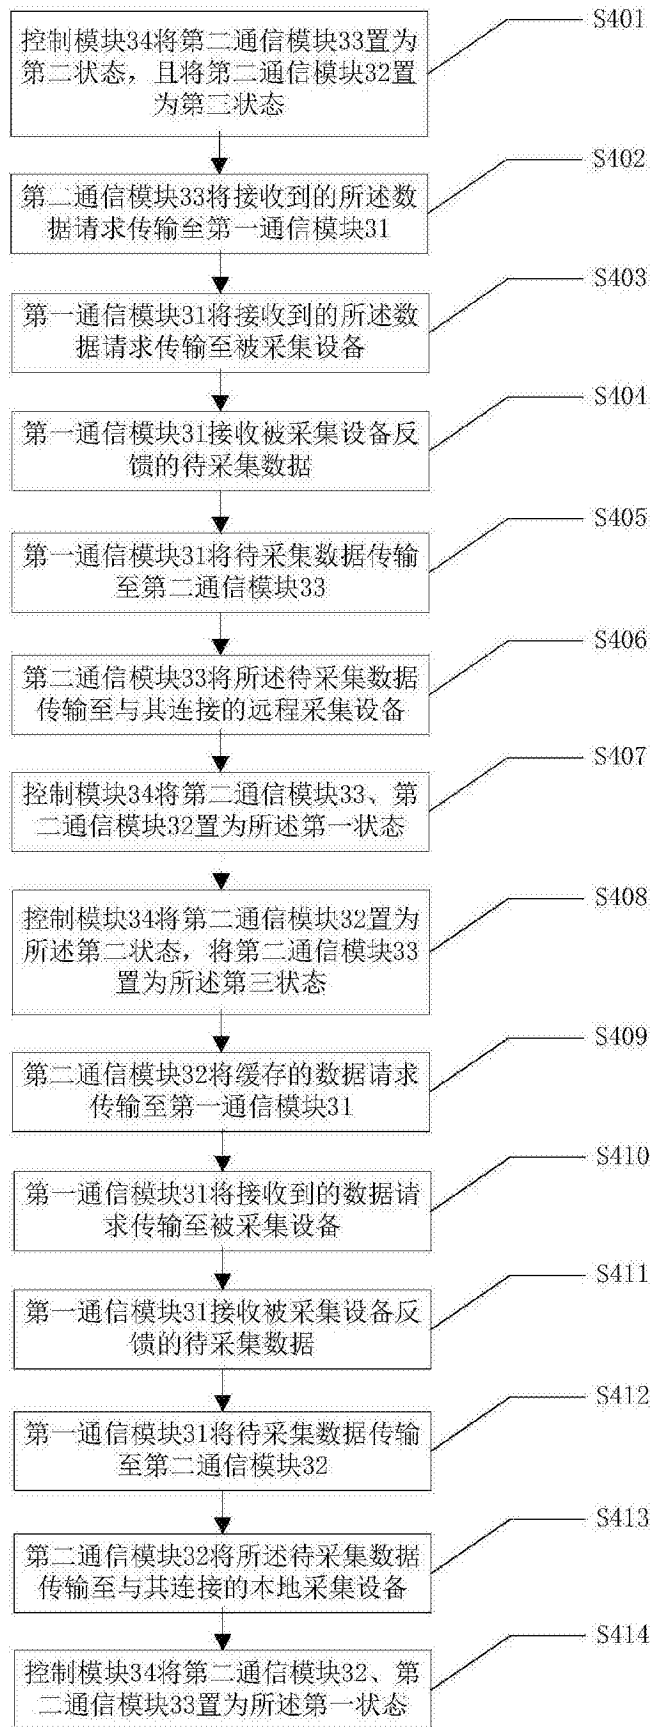 控制模块34将第二通信模块33置为
第二状态，且将第二通信模块32置
为第三状态
S401
第二通信模块33将接收到的所述数
据请求传输至第一通信模块31
S402
第一通信模块31将接收到的所述数
据请求传输至被采集设备
S403
第一通信模块31接收被采集设备反
馈的待采集数据
S404
第一通信模块31将待采集数据传输
至第二通信模块33
S405
第二通信模块33将所述待采集数据
传输至与其连接的远程采集设备
S406
控制模块34将第二通信模块33、第
二通信模块32置为所述第一状态
S407
控制模块34将第二通信模块32置为
所述第二状态，将第二通信模块33
置为所述第三状态
S408
第二通信模块32将缓存的数据请求
传输至第一通信模块31
S409
第一通信模块31将接收到的数据请
求传输至被采集设备
S410
第一通信模块31接收被采集设备反
馈的待采集数据
S411
第一通信模块31将待采集数据传输
至第二通信模块32
S412
第二通信模块32将所述待采集数据
传输至与其连接的本地采集设备
S413
控制模块34将第二通信模块32、第
二通信模块33置为所述第一状态
S414